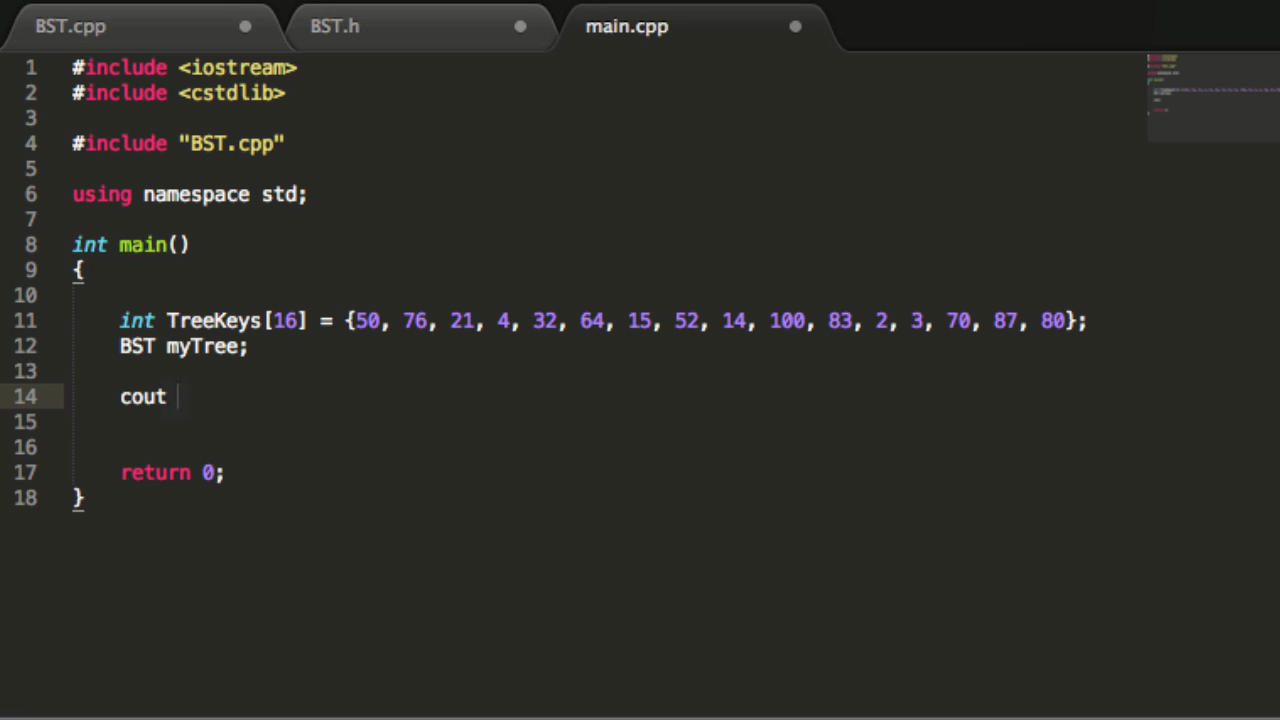 BST.cpp
BST.h
main.cpp
1 #include <iostream>
2 #include <cstdlib>
3
4 #include "BST.cpp"
5
6 using namespace std;
7
8 int main()
9 {
10
11 int TreeKeys[16] = {50, 76, 21, 4, 32, 64, 15, 52, 14, 100, 83, 2, 3, 70, 87, 80};
12 BST myTree;
13
14 cout
15
16
17 return 0;
18 }